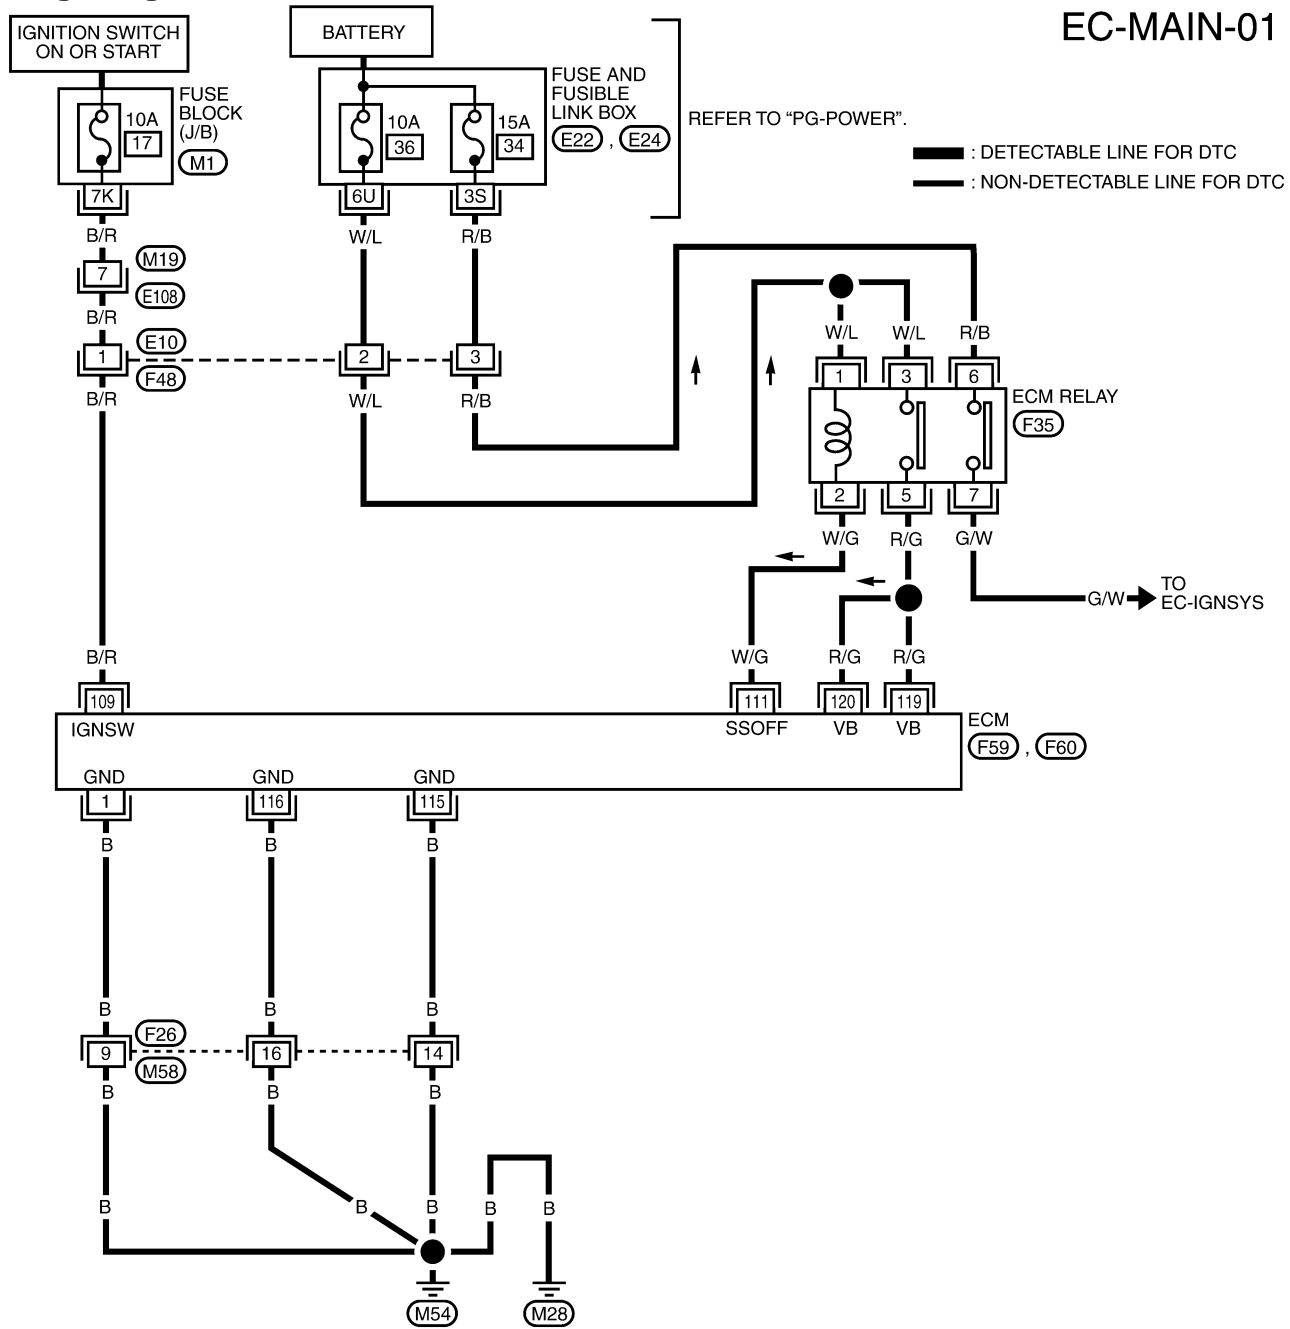 EC-MAIN-01
IGNITION SWITCH
ON OR START
BATTERY
FUSE
BLOCK
(J/B)
M1
10A
17
7K
FUSE AND
FUSIBLE
LINK BOX
E22 , E24
10A
36
15A
34
6U
3S
REFER TO “PG-POWER”.
: DETECTABLE LINE FOR DTC
: NON-DETECTABLE LINE FOR DTC
B/R
W/L
R/B
7
M19
E108
B/R
1
E10
F48
2
3
B/R
W/L
R/B
W/L
W/L
R/B
1
3
6
ECM RELAY
F35
2
5
7
W/G
R/G
G/W
G/W
TO
EC-IGNSYS
B/R
W/G
R/G
R/G
109
111
120
119
IGNSW
SSOFF
VB
VB
ECM
F59 , F60
GND
GND
GND
1
116
115
B
B
B
B
B
B
F26
M58
9
16
14
B
B
B
B
B
B
B
B
M54
M28